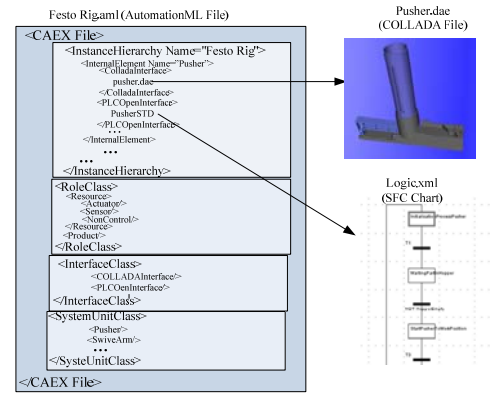 Festo Rig.aml (AutomationML File)
<CAEX File>
<InstanceHierarchy Name="Festo Rig">
<InternalElement Name="Pusher">
<ColladaInterface>
pusher.dae
</ColladaInterface>
<PLCOpenInterface>
PusherSTD
</PLCOpenInterface>
•••
</InternalElement>
•••
•••
</InstanceHierarchy>
<RoleClass>
<Resource>
<Actuator/>
<Sensor/>
<NonControl/>
</Resource>
<Product/>
</RoleClass>
<InterfaceClass>
<COLLADAInterface/>
<PLCOenInterface/>
</InterfaceClass>
<SystemUnitClass>
<Pusher/>
<SwiveArm/>
•••
</SysteUnitClass>
</CAEX File>
Pusher.dae
(COLLADA File)
Logic.xml
(SFC Chart)
T1
T3